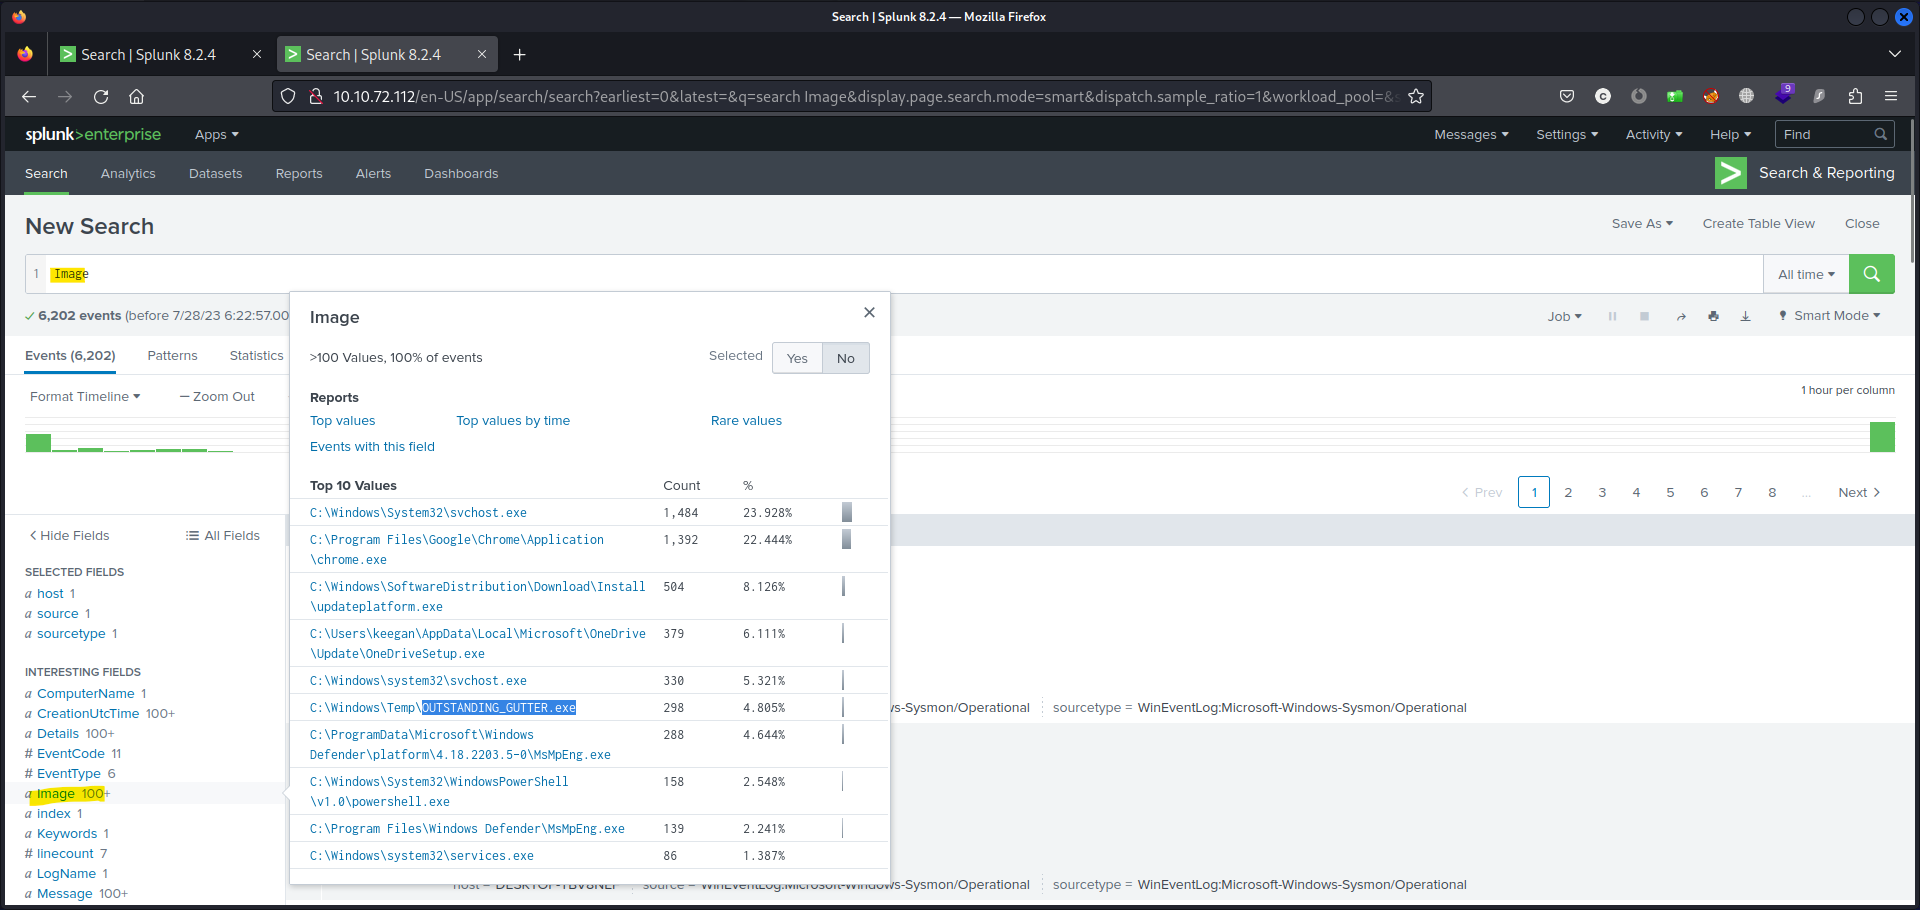 Search | Splunk 8.2.4 — Mozilla Firefox
Search | Splunk 8.2.4
Search | Splunk 8.2.4
10.10.72.112/en-US/app/search/search?earliest=0&latest=&q=search Image&display.page.search.mode=smart&dispatch.sample_ratio=1&workload_pool=&
9
splunk>enterprise Apps Messages Settings Activity Help Find
Search Analytics Datasets Reports Alerts Dashboards Search & Reporting
New Search Save As Create Table View Close
1 Image All time
6,202 events (before 7/28/23 6:22:57.00 Job Smart Mode
Events (6,202) Patterns Statistics
Format Timeline — Zoom Out 1 hour per column
Image
>100 Values, 100% of events Selected Yes No
Reports
Top values Top values by time Rare values
Events with this field
Top 10 Values Count %
C:\Windows\System32\svchost.exe 1,484 23.928%
C:\Program Files\Google\Chrome\Application 1,392 22.444%
\chrome.exe
C:\Windows\SoftwareDistribution\Download\Install 504 8.126%
\updateplatform.exe
C:\Users\keegan\AppData\Local\Microsoft\OneDrive 379 6.111%
\Update\OneDriveSetup.exe
C:\Windows\system32\svchost.exe 330 5.321%
C:\Windows\Temp\OUTSTANDING_GUTTER.exe 298 4.805%
C:\ProgramData\Microsoft\Windows 288 4.644%
Defender\platform\4.18.2203.5-0\MsMpEng.exe
C:\Windows\System32\WindowsPowerShell 158 2.548%
\v1.0\powershell.exe
C:\Program Files\Windows Defender\MsMpEng.exe 139 2.241%
C:\Windows\system32\services.exe 86 1.387%
Prev 1 2 3 4 5 6 7 8 ... Next
Hide Fields All Fields
SELECTED FIELDS
a host 1
a source 1
a sourcetype 1
INTERESTING FIELDS
a ComputerName 1
a CreationUtcTime 100+
a Details 100+
# EventCode 11
# EventType 6
a Image 100+
a index 1
a Keywords 1
# linecount 7
a LogName 1
a Message 100+
-Sysmon/Operational sourcetype = WinEventLog:Microsoft-Windows-Sysmon/Operational
-Sysmon/Operational sourcetype = WinEventLog:Microsoft-Windows-Sysmon/Operational